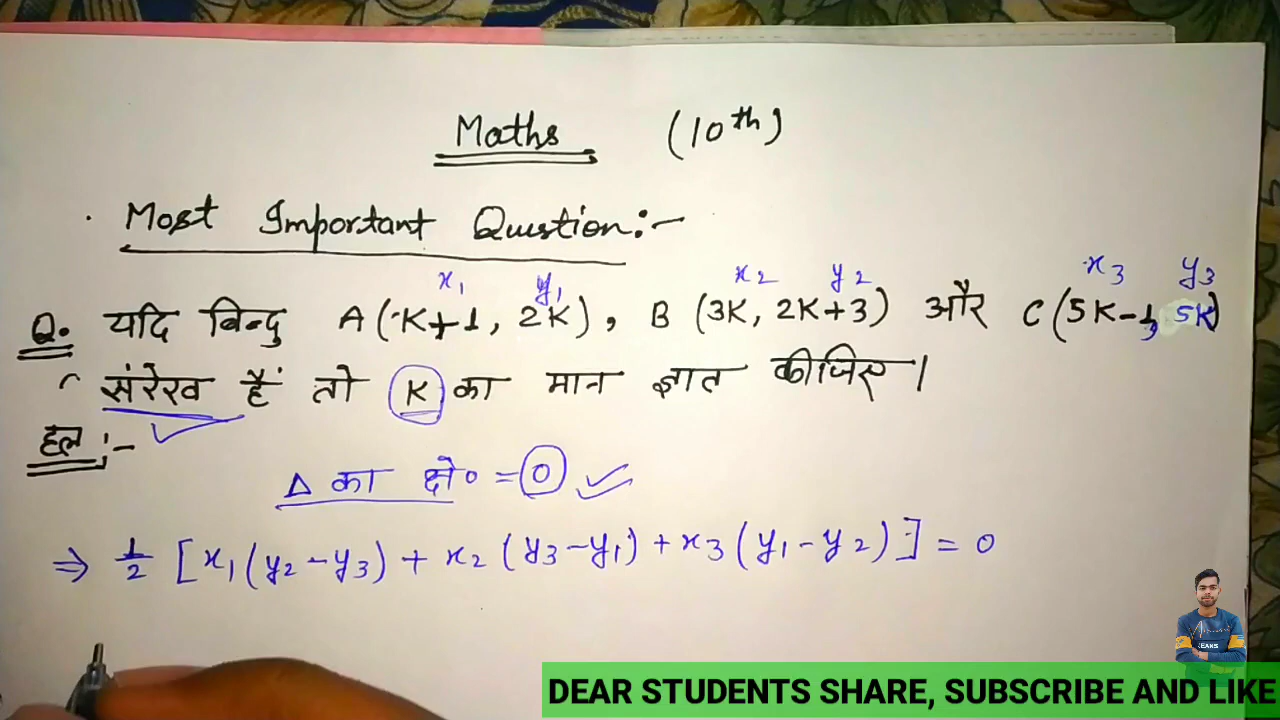 Maths (10th)
Most Important Question:-
x1 y1 x2 y2 x3 y3
Q. यदि बिन्दु A(K+1, 2K), B (3K, 2K+3) और C(5K-1, 5K)
संरेख हैं तो K का मान ज्ञात कीजिए।
हल :-
Δ का क्षे० = 0
⇒ 1/2 [x1(y2-y3) + x2 (y3-y1) + x3 (y1-y2)] = 0
DEAR STUDENTS SHARE, SUBSCRIBE AND LIKE